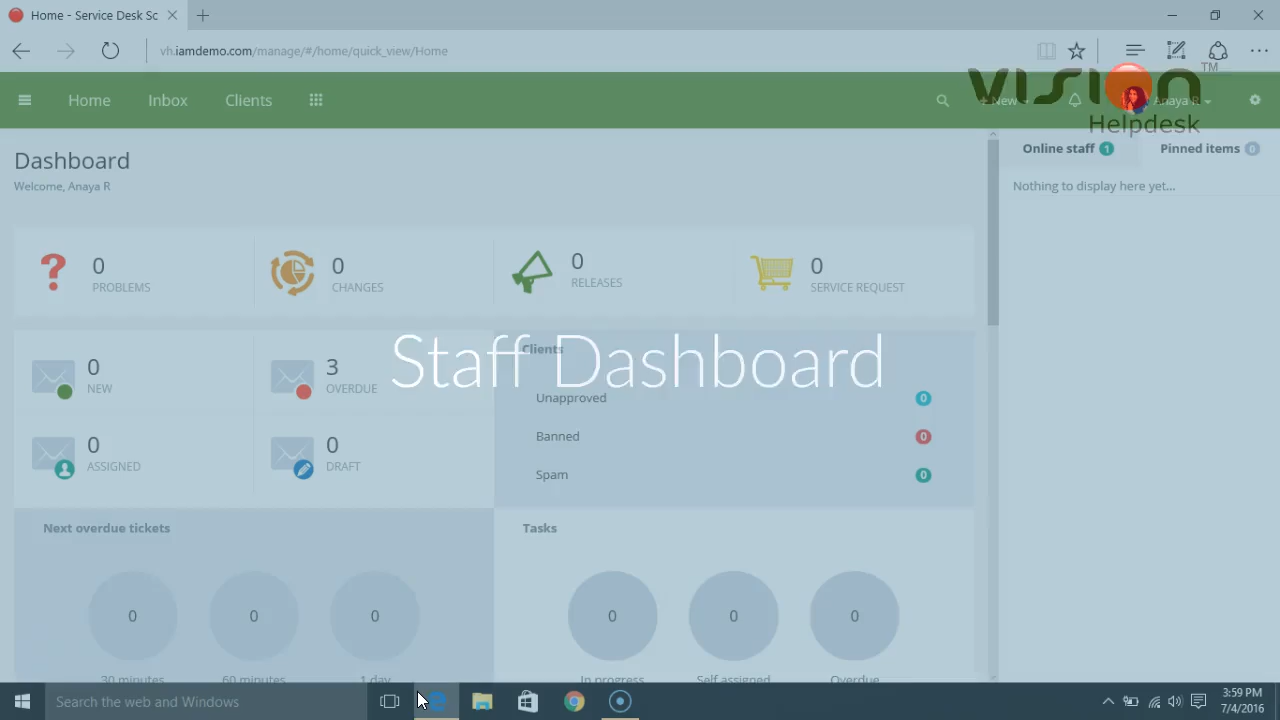 Home - Service Desk Sc
vh.iamdemo.com/manage/#/home/quick_view/Home
VISION TM
Helpdesk
Home Inbox Clients
+ New Anaya R
Dashboard
Welcome, Anaya R
Online staff 1 Pinned items 0
Nothing to display here yet...
0 PROBLEMS
0 CHANGES
0 RELEASES
0 SERVICE REQUEST
Staff Dashboard
0 NEW
3 OVERDUE
0 ASSIGNED
0 DRAFT
Clients
Unapproved 0
Banned 0
Spam 0
Next overdue tickets
0 0 0
30 minutes 60 minutes 1 day
Tasks
0 0 0
In progress Self assigned Overdue
Search the web and Windows
3:59 PM
7/4/2016